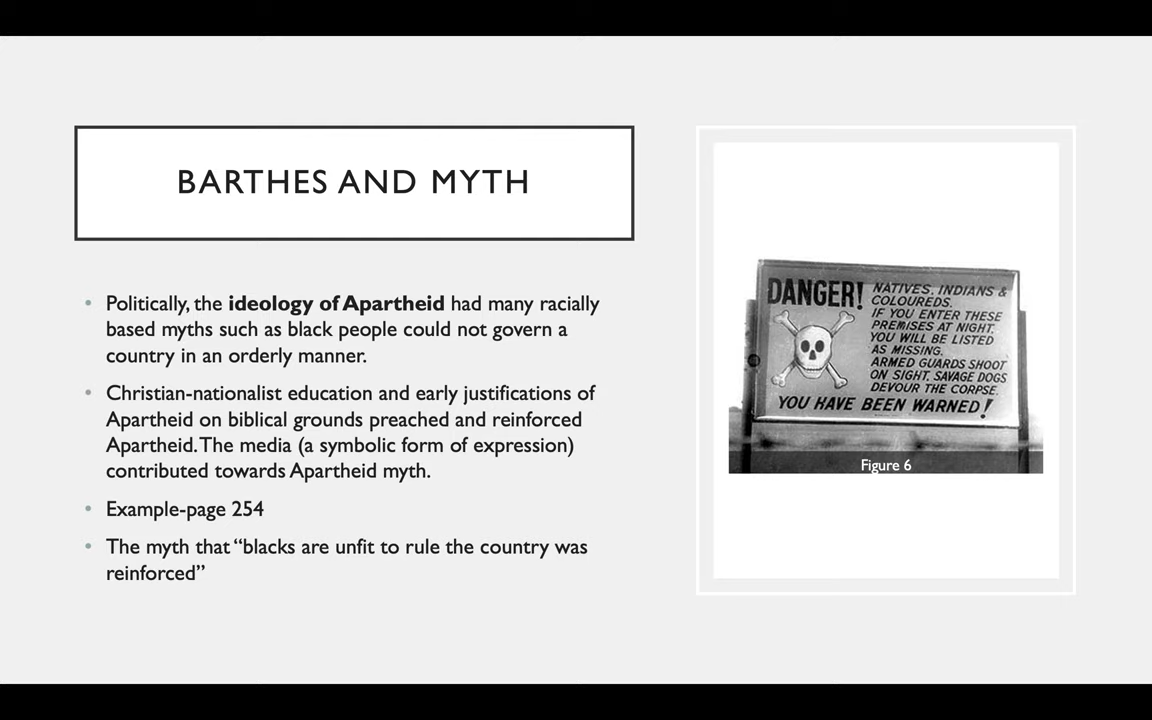 BARTHES AND MYTH
• Politically, the ideology of Apartheid had many racially
based myths such as black people could not govern a
country in an orderly manner.
• Christian-nationalist education and early justifications of
Apartheid on biblical grounds preached and reinforced
Apartheid. The media (a symbolic form of expression)
contributed towards Apartheid myth.
• Example-page 254
• The myth that “blacks are unfit to rule the country was
reinforced”
DANGER!
NATIVES, INDIANS &
COLOUREDS.
IF YOU ENTER THESE
PREMISES AT NIGHT,
YOU WILL BE LISTED
AS MISSING.
ARMED GUARDS SHOOT
ON SIGHT. SAVAGE DOGS
DEVOUR THE CORPSE.
YOU HAVE BEEN WARNED!
Figure 6